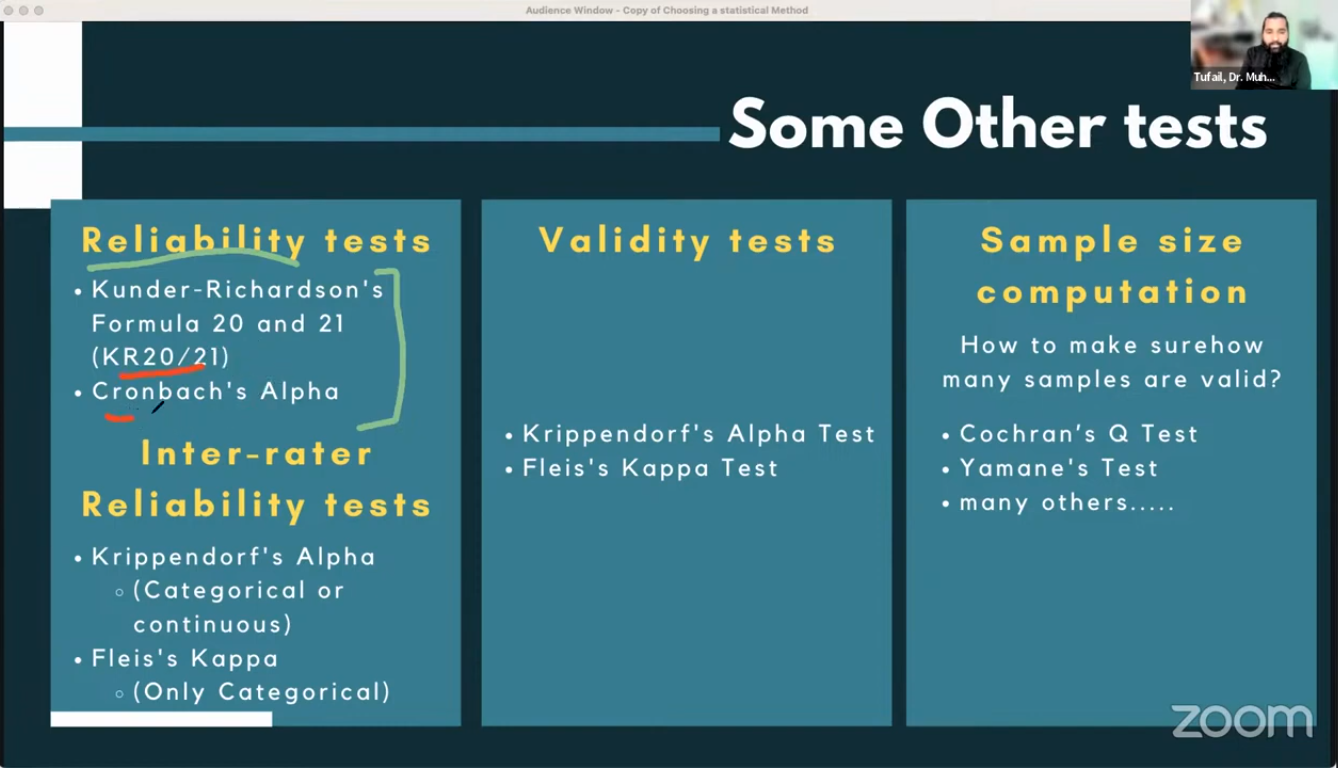 Audience Window - Copy of Choosing a statistical Method
Tufail, Dr. Muh...
Some Other tests
Reliability tests
• Kunder-Richardson's
Formula 20 and 21
(KR20/21)
• Cronbach's Alpha
Inter-rater
Reliability tests
• Krippendorf's Alpha
◦ (Categorical or
continuous)
• Fleis's Kappa
◦ (Only Categorical)
Validity tests
• Krippendorf's Alpha Test
• Fleis's Kappa Test
Sample size
computation
How to make surehow
many samples are valid?
• Cochran's Q Test
• Yamane's Test
• many others.....
zoom